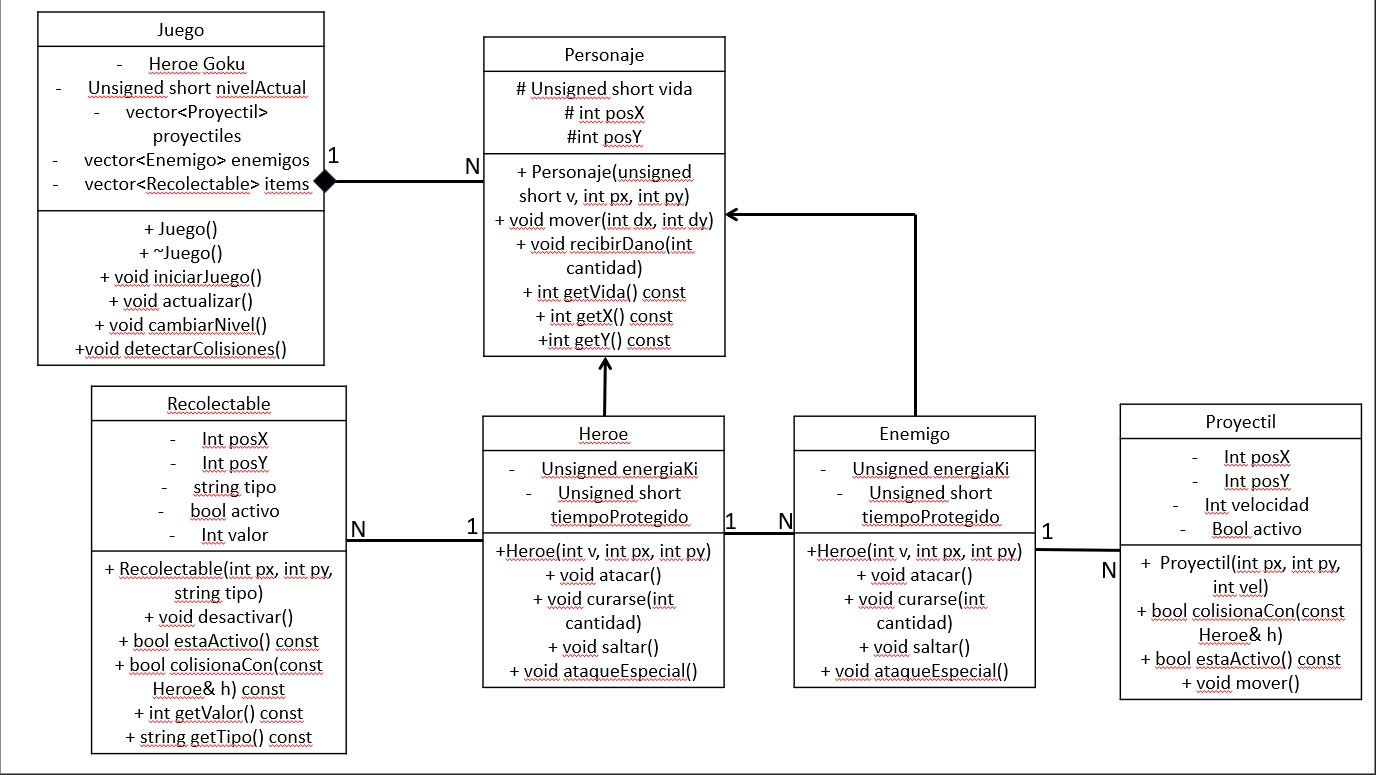 Juego
- Heroe Goku
- Unsigned short nivelActual
- vector<Proyectil>
proyectiles
- vector<Enemigo> enemigos
- vector<Recolectable> items
+ Juego()
+ ~Juego()
+ void iniciarJuego()
+ void actualizar()
+ void cambiarNivel()
+void detectarColisiones()
1
N
Personaje
# Unsigned short vida
# int posX
#int posY
+ Personaje(unsigned
short v, int px, int py)
+ void mover(int dx, int dy)
+ void recibirDano(int
cantidad)
+ int getVida() const
+ int getX() const
+int getY() const
Recolectable
- Int posX
- Int posY
- string tipo
- bool activo
- Int valor
+ Recolectable(int px, int py,
string tipo)
+ void desactivar()
+ bool estaActivo() const
+ bool colisionaCon(const
Heroe& h) const
+ int getValor() const
+ string getTipo() const
N
1
Heroe
- Unsigned energiaKi
- Unsigned short
tiempoProtegido
+Heroe(int v, int px, int py)
+ void atacar()
+ void curarse(int
cantidad)
+ void saltar()
+ void ataqueEspecial()
1
N
Enemigo
- Unsigned energiaKi
- Unsigned short
tiempoProtegido
+Heroe(int v, int px, int py)
+ void atacar()
+ void curarse(int
cantidad)
+ void saltar()
+ void ataqueEspecial()
1
N
Proyectil
- Int posX
- Int posY
- Int velocidad
- Bool activo
+ Proyectil(int px, int py,
int vel)
+ bool colisionaCon(const
Heroe& h)
+ bool estaActivo() const
+ void mover()